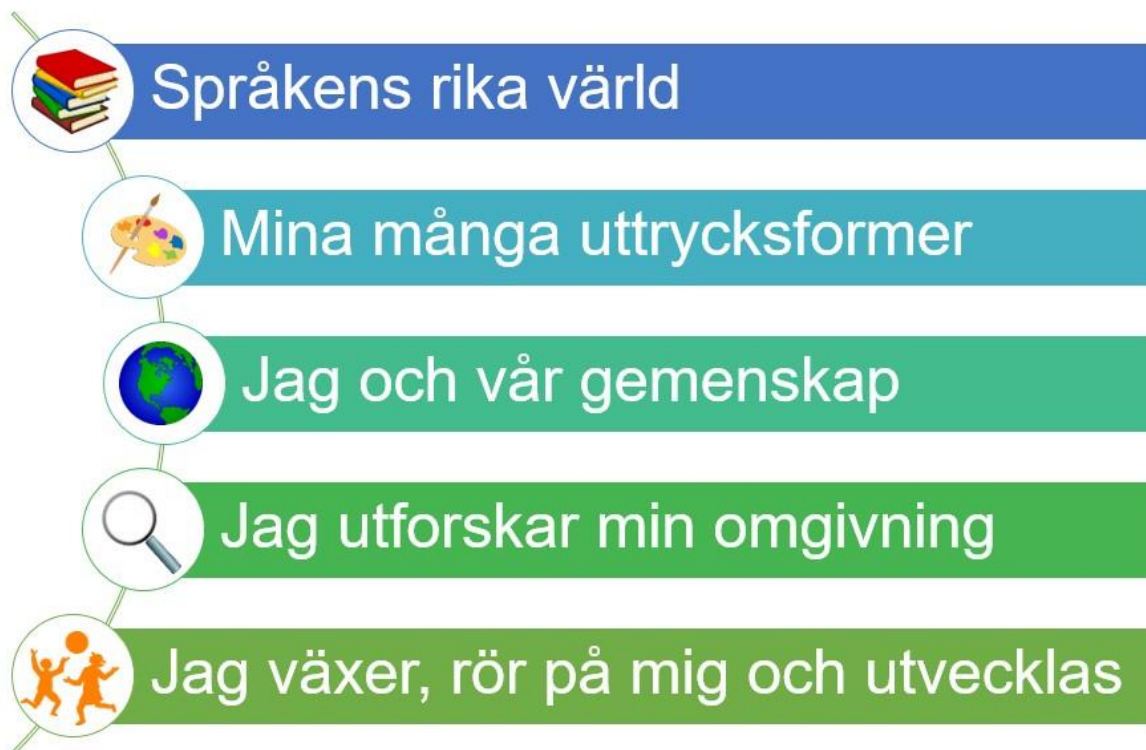 Språkens rika värld
Mina många uttrycksformer
Jag och vår gemenskap
Jag utforskar min omgivning
Jag växer, rör på mig och utvecklas